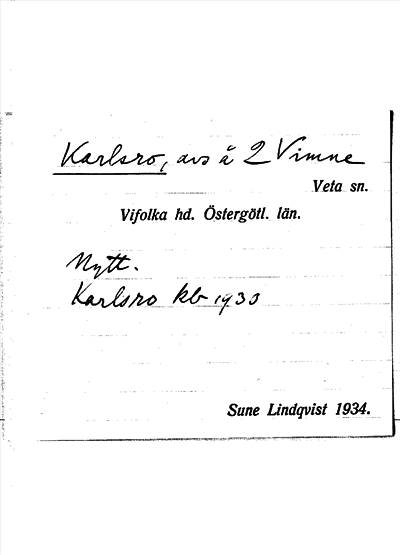 Karlsro, avs å 2 Vimne
Veta sn.
Vifolka hd. Östergötl. län.
Nytt.
Karlsro kb 1930
Sune Lindqvist 1934.